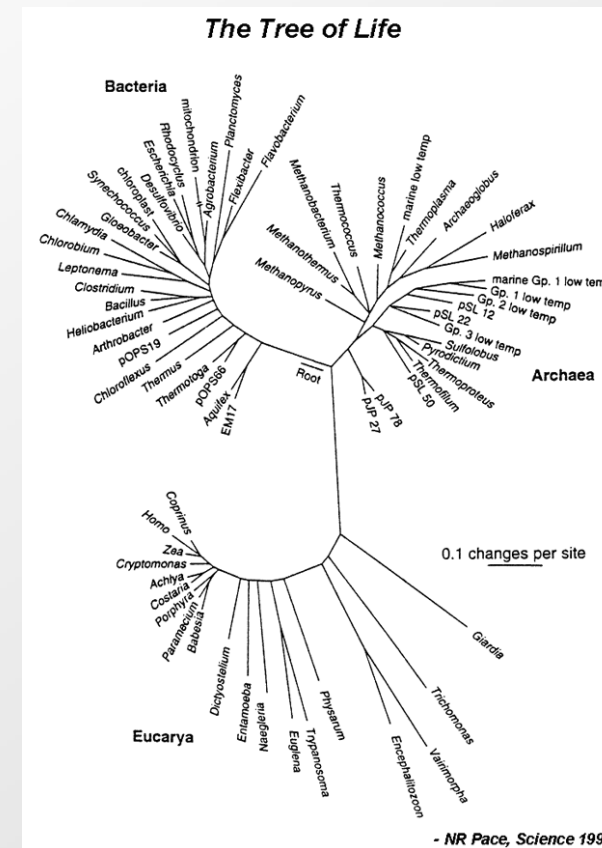 The Tree of Life
Bacteria
Planctomyces
Flavobacterium
Flexibacter
Agrobacterium
mitochondrion
Rhodocyclus
Escherichia
Desulfovibrio
chloroplast
Synechococcus
Gloeobacter
Chlamydia
Chlorobium
Leptonema
Clostridium
Bacillus
Heliobacterium
Arthrobacter
pOPS19
Chloroflexus
Thermus
Thermotoga
pOPS66
Aquifex
EM17
Root
Methanopyrus
Methanothermus
Methanobacterium
Thermococcus
Methanococcus
marine low temp
Thermoplasma
Archaeoglobus
Haloferax
Methanospirillum
marine Gp. 1 low temp
Gp. 1 low temp
Gp. 2 low temp
pSL 12
pSL 22
Gp. 3 low temp
Sulfolobus
Pyrodictium
Thermoproteus
Thermofilum
pSL 50
pJP 78
pJP 27
Archaea
0.1 changes per site
Coprinus
Homo
Zea
Cryptomonas
Achlya
Costaria
Porphyra
Paramecium
Babesia
Dictyostelium
Entamoeba
Naegleria
Euglena
Trypanosoma
Physarum
Encephalitozoon
Vairimorpha
Trichomonas
Giardia
Eucarya
- NR Pace, Science 199